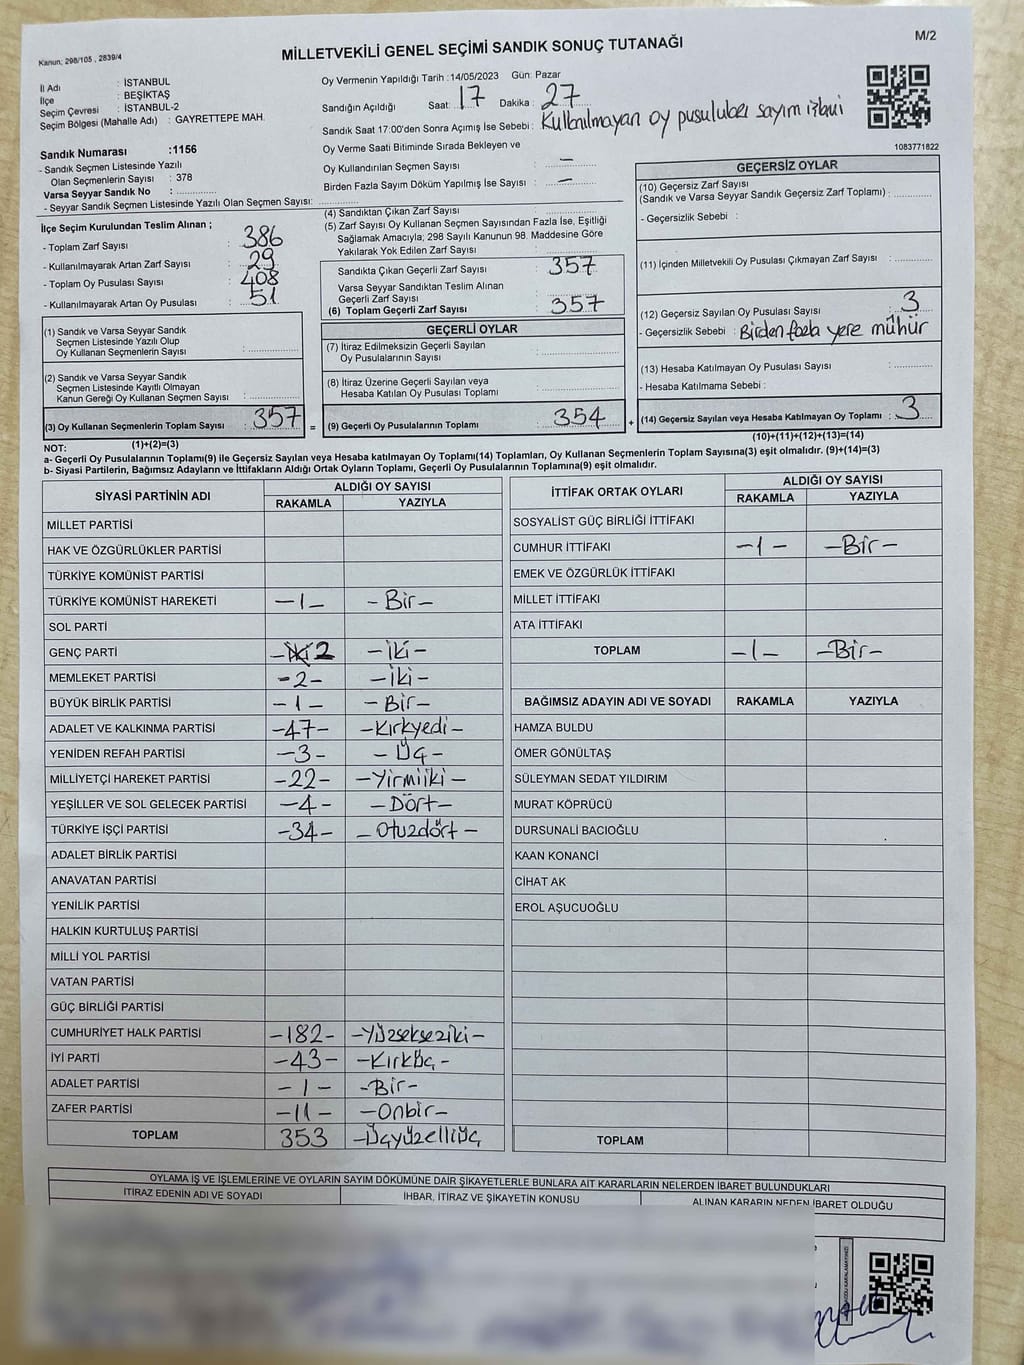 M/2
Kanun; 298/105 , 2839/4
MİLLETVEKİLİ GENEL SEÇİMİ SANDIK SONUÇ TUTANAĞI
İl Adı : İSTANBUL
İlçe : BEŞİKTAŞ
Seçim Çevresi : İSTANBUL-2
Seçim Bölgesi (Mahalle Adı) : GAYRETTEPE MAH.
Oy Vermenin Yapıldığı Tarih :14/05/2023 Gün: Pazar
Sandığın Açıldığı Saat: 17 Dakika : 27
Sandık Saat 17:00'den Sonra Açımış İse Sebebi : Kullanılmayan oy pusulaları sayım işlemi
1083771822
Sandık Numarası :1156
- Sandık Seçmen Listesinde Yazılı
Olan Seçmenlerin Sayısı : 378
Varsa Seyyar Sandık No :
- Seyyar Sandık Seçmen Listesinde Yazılı Olan Seçmen Sayısı:
Oy Verme Saati Bitiminde Sırada Bekleyen ve
Oy Kullandırılan Seçmen Sayısı : —
Birden Fazla Sayım Döküm Yapılmış İse Sayısı : —
İlçe Seçim Kurulundan Teslim Alınan ;
- Toplam Zarf Sayısı : 386
- Kullanılmayarak Artan Zarf Sayısı : 29
- Toplam Oy Pusulası Sayısı : 408
- Kullanılmayarak Artan Oy Pusulası : 51
(1) Sandık ve Varsa Seyyar Sandık
Seçmen Listesinde Yazılı Olup
Oy Kullanan Seçmenlerin Sayısı :
(2) Sandık ve Varsa Seyyar Sandık
Seçmen Listesinde Kayıtlı Olmayan
Kanun Gereği Oy Kullanan Seçmen Sayısı :
(3) Oy Kullanan Seçmenlerin Toplam Sayısı : 357
(1)+(2)=(3)
(4) Sandıktan Çıkan Zarf Sayısı :
(5) Zarf Sayısı Oy Kullanan Seçmen Sayısından Fazla İse, Eşitliği
Sağlamak Amacıyla; 298 Sayılı Kanunun 98. Maddesine Göre
Yakılarak Yok Edilen Zarf Sayısı :
Sandıkta Çıkan Geçerli Zarf Sayısı : 357
Varsa Seyyar Sandıktan Teslim Alınan
Geçerli Zarf Sayısı :
(6) Toplam Geçerli Zarf Sayısı : 357
GEÇERLİ OYLAR
(7) İtiraz Edilmeksizin Geçerli Sayılan
Oy Pusulalarının Sayısı :
(8) İtiraz Üzerine Geçerli Sayılan veya
Hesaba Katılan Oy Pusulası Toplamı :
= (9) Geçerli Oy Pusulalarının Toplamı : 354 +
GEÇERSİZ OYLAR
(10) Geçersiz Zarf Sayısı
(Sandık ve Varsa Seyyar Sandık Geçersiz Zarf Toplamı) :
- Geçersizlik Sebebi :
(11) İçinden Milletvekili Oy Pusulası Çıkmayan Zarf Sayısı :
(12) Geçersiz Sayılan Oy Pusulası Sayısı : 3
- Geçersizlik Sebebi : Birden fazla yere mühür
(13) Hesaba Katılmayan Oy Pusulası Sayısı :
- Hesaba Katılmama Sebebi :
(14) Geçersiz Sayılan veya Hesaba Katılmayan Oy Toplamı : 3
(10)+(11)+(12)+(13)=(14)
NOT:
a- Geçerli Oy Pusulalarının Toplamı(9) ile Geçersiz Sayılan veya Hesaba katılmayan Oy Toplamı(14) Toplamları, Oy Kullanan Seçmenlerin Toplam Sayısına(3) eşit olmalıdır. (9)+(14)=(3)
b- Siyasi Partilerin, Bağımsız Adayların ve İttifakların Aldığı Ortak Oyların Toplamı, Geçerli Oy Pusulalarının Toplamına(9) eşit olmalıdır.
SİYASİ PARTİNİN ADI ALDIĞI OY SAYISI
RAKAMLA YAZIYLA
MİLLET PARTİSİ
HAK VE ÖZGÜRLÜKLER PARTİSİ
TÜRKİYE KOMÜNİST PARTİSİ
TÜRKİYE KOMÜNİST HAREKETİ -1- -Bir-
SOL PARTİ
GENÇ PARTİ -İki 2 -İki-
MEMLEKET PARTİSİ -2- -İki-
BÜYÜK BİRLİK PARTİSİ -1- -Bir-
ADALET VE KALKINMA PARTİSİ -47- -Kırkyedi-
YENİDEN REFAH PARTİSİ -3- -Üç-
MİLLİYETÇİ HAREKET PARTİSİ -22- -Yirmiiki-
YEŞİLLER VE SOL GELECEK PARTİSİ -4- -Dört-
TÜRKİYE İŞÇİ PARTİSİ -34- -Otuzdört-
ADALET BİRLİK PARTİSİ
ANAVATAN PARTİSİ
YENİLİK PARTİSİ
HALKIN KURTULUŞ PARTİSİ
MİLLİ YOL PARTİSİ
VATAN PARTİSİ
GÜÇ BİRLİĞİ PARTİSİ
CUMHURİYET HALK PARTİSİ -182- -Yüzsekseziki-
İYİ PARTİ -43- -Kırküç-
ADALET PARTİSİ -1- -Bir-
ZAFER PARTİSİ -11- -Onbir-
TOPLAM 353 -Üçyüzelliüç
İTTİFAK ORTAK OYLARI ALDIĞI OY SAYISI
RAKAMLA YAZIYLA
SOSYALİST GÜÇ BİRLİĞİ İTTİFAKI
CUMHUR İTTİFAKI -1- -Bir-
EMEK VE ÖZGÜRLÜK İTTİFAKI
MİLLET İTTİFAKI
ATA İTTİFAKI
TOPLAM -1- -Bir-
BAĞIMSIZ ADAYIN ADI VE SOYADI RAKAMLA YAZIYLA
HAMZA BULDU
ÖMER GÖNÜLTAŞ
SÜLEYMAN SEDAT YILDIRIM
MURAT KÖPRÜCÜ
DURSUNALİ BACIOĞLU
KAAN KONANCİ
CİHAT AK
EROL AŞUCUOĞLU
TOPLAM
OYLAMA İŞ VE İŞLEMLERİNE VE OYLARIN SAYIM DÖKÜMÜNE DAİR ŞİKAYETLERLE BUNLARA AİT KARARLARIN NELERDEN İBARET BULUNDUKLARI
İTİRAZ EDENİN ADI VE SOYADI İHBAR, İTİRAZ VE ŞİKAYETİN KONUSU ALINAN KARARIN NEDEN İBARET OLDUĞU